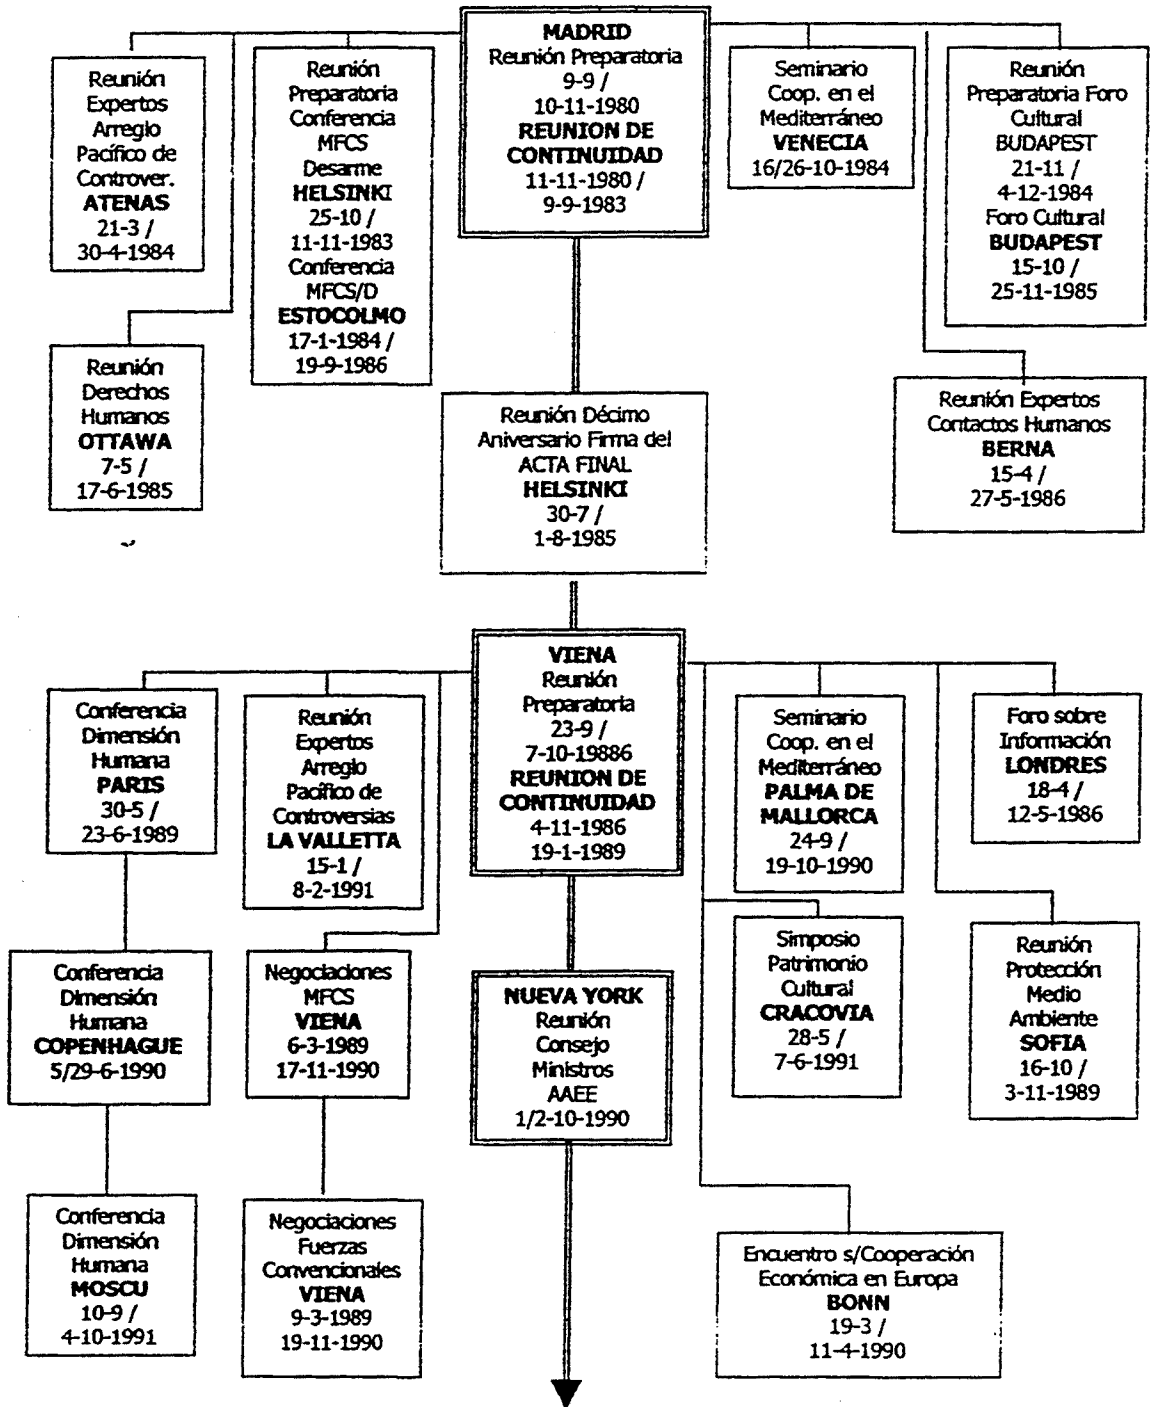 MADRID
Reunión Preparatoria
9-9 /
10-11-1980
REUNION DE
CONTINUIDAD
11-11-1980 /
9-9-1983
Reunión
Expertos
Arreglo
Pacífico de
Controver.
ATENAS
21-3 /
30-4-1984
Reunión
Preparatoria
Conferencia
MFCS
Desarme
HELSINKI
25-10 /
11-11-1983
Conferencia
MFCS/D
ESTOCOLMO
17-1-1984 /
19-9-1986
Seminario
Coop. en el
Mediterráneo
VENECIA
16/26-10-1984
Reunión
Preparatoria Foro
Cultural
BUDAPEST
21-11 /
4-12-1984
Foro Cultural
BUDAPEST
15-10 /
25-11-1985
Reunión
Derechos
Humanos
OTTAWA
7-5 /
17-6-1985
Reunión Décimo
Aniversario Firma del
ACTA FINAL
HELSINKI
30-7 /
1-8-1985
Reunión Expertos
Contactos Humanos
BERNA
15-4 /
27-5-1986
VIENA
Reunión
Preparatoria
23-9 /
7-10-19886
REUNION DE
CONTINUIDAD
4-11-1986
19-1-1989
Conferencia
Dimensión
Humana
PARIS
30-5 /
23-6-1989
Reunión
Expertos
Arreglo
Pacífico de
Controversias
LA VALLETTA
15-1 /
8-2-1991
Seminario
Coop. en el
Mediterráneo
PALMA DE
MALLORCA
24-9 /
19-10-1990
Foro sobre
Información
LONDRES
18-4 /
12-5-1986
Conferencia
Dimensión
Humana
COPENHAGUE
5/29-6-1990
Negociaciones
MFCS
VIENA
6-3-1989
17-11-1990
NUEVA YORK
Reunión
Consejo
Ministros
AAEE
1/2-10-1990
Simposio
Patrimonio
Cultural
CRACOVIA
28-5 /
7-6-1991
Reunión
Protección
Medio
Ambiente
SOFIA
16-10 /
3-11-1989
Conferencia
Dimensión
Humana
MOSCU
10-9 /
4-10-1991
Negociaciones
Fuerzas
Convencionales
VIENA
9-3-1989
19-11-1990
Encuentro s/Cooperación
Económica en Europa
BONN
19-3 /
11-4-1990